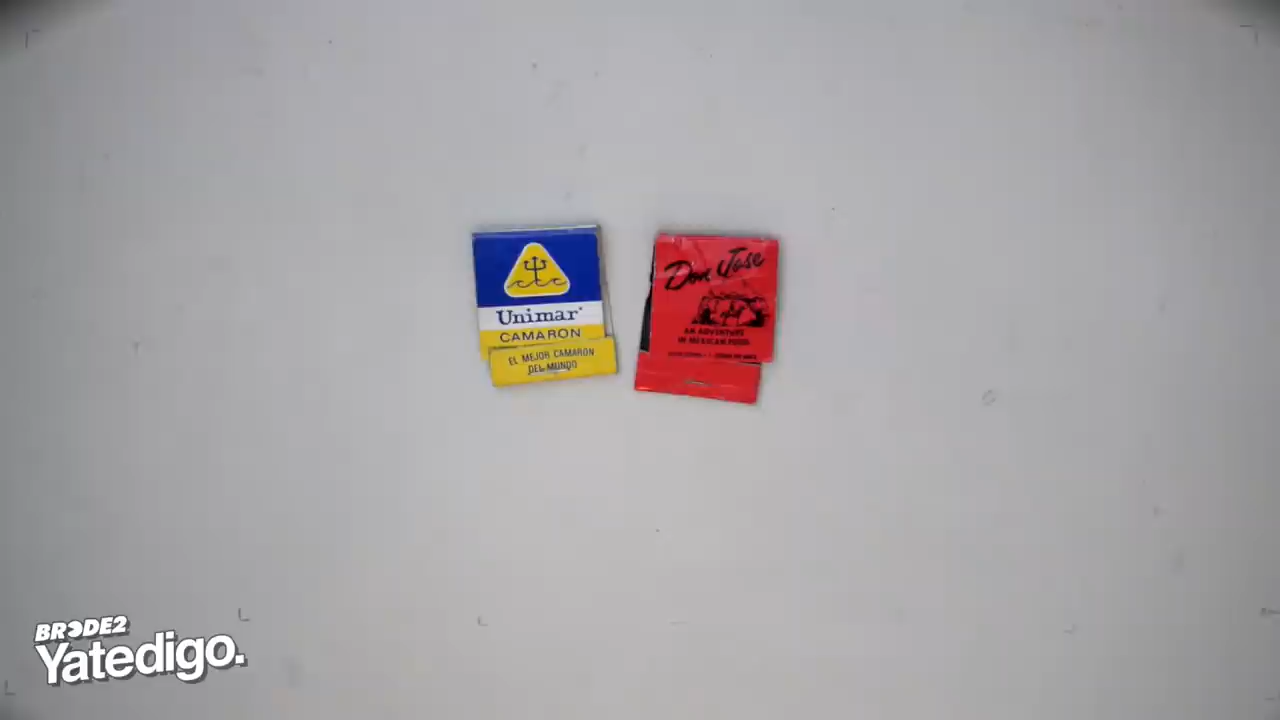 Unimar
CAMARON
EL MEJOR CAMARON
DEL MUNDO
Don Jose
AN ADVENTURE
IN MEXICAN FOOD
BRODE2
Yatedigo.